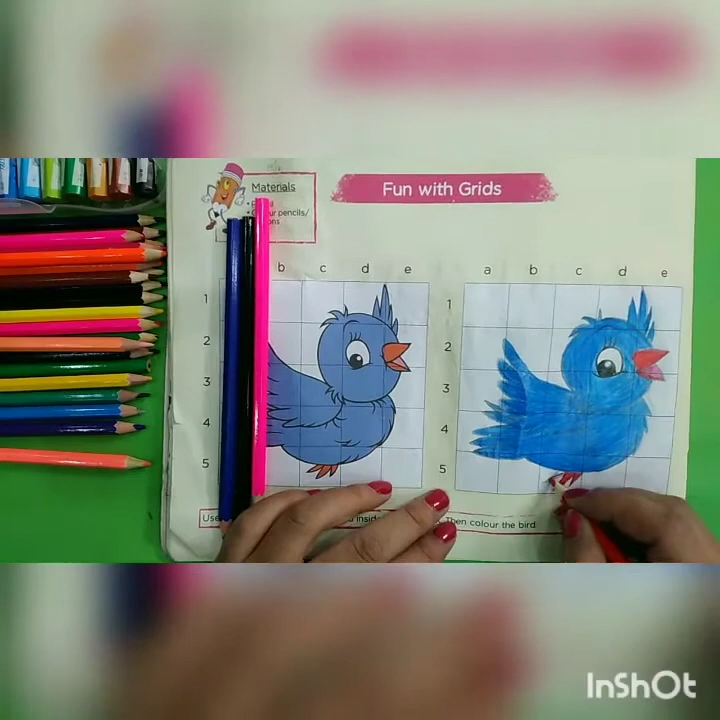 Materials
Fun with Grids
pencils/
b c d e
a b c d e
1
2
3
4
5
1
2
3
4
5
Then colour the bird
InShOt